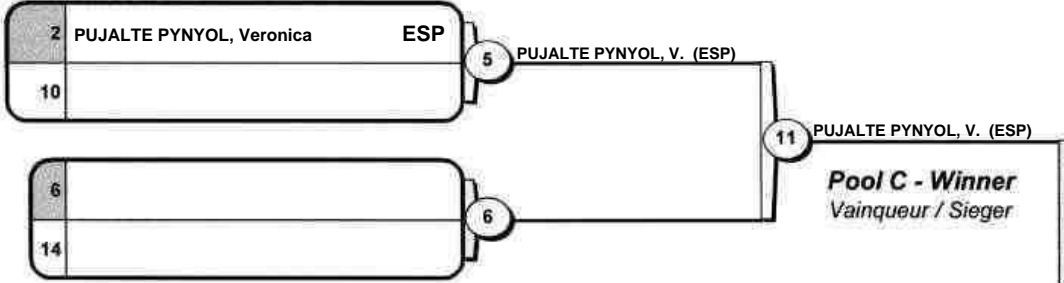 2 PUJALTE PYNYOL, Veronica ESP
10
5 PUJALTE PYNYOL, V. (ESP)
6
14
6
11 PUJALTE PYNYOL, V. (ESP)
Pool C - Winner
Vainqueur / Sieger